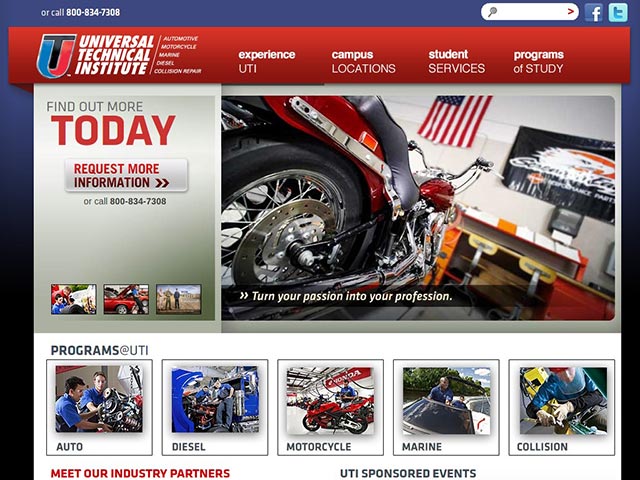 or call 800-834-7308
>
f
t
UNIVERSAL
TECHNICAL
INSTITUTE
AUTOMOTIVE
MOTORCYCLE
MARINE
DIESEL
COLLISION REPAIR
experience
UTI
campus
LOCATIONS
student
SERVICES
programs
of STUDY
FIND OUT MORE
TODAY
REQUEST MORE
INFORMATION »
or call 800-834-7308
» Turn your passion into your profession.
PROGRAMS@UTI
HONDA
AUTO
DIESEL
MOTORCYCLE
MARINE
COLLISION
MEET OUR INDUSTRY PARTNERS
UTI SPONSORED EVENTS